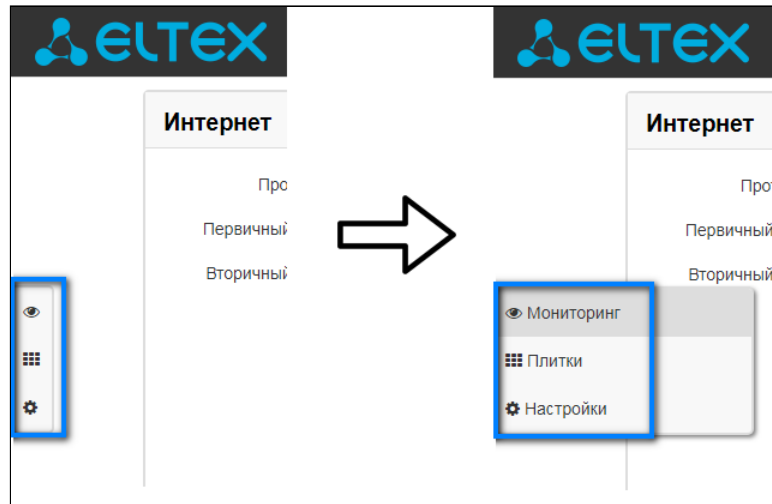 ELTEX
Интернет
Про
Первичный
Вторичный
ELTEX
Интернет
Прот
Первичный
Вторичный
Мониторинг
Плитки
Настройки